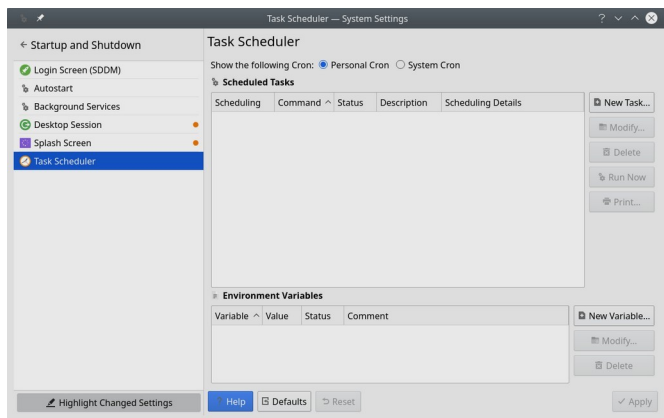 Task Scheduler — System Settings
Startup and Shutdown
Login Screen (SDDM)
Autostart
Background Services
Desktop Session
Splash Screen
Task Scheduler
Highlight Changed Settings
Task Scheduler
Show the following Cron: Personal Cron System Cron
Scheduled Tasks
Scheduling Command Status Description Scheduling Details
New Task...
Modify...
Delete
Run Now
Print...
Environment Variables
Variable Value Status Comment
New Variable...
Modify...
Delete
Help Defaults Reset Apply